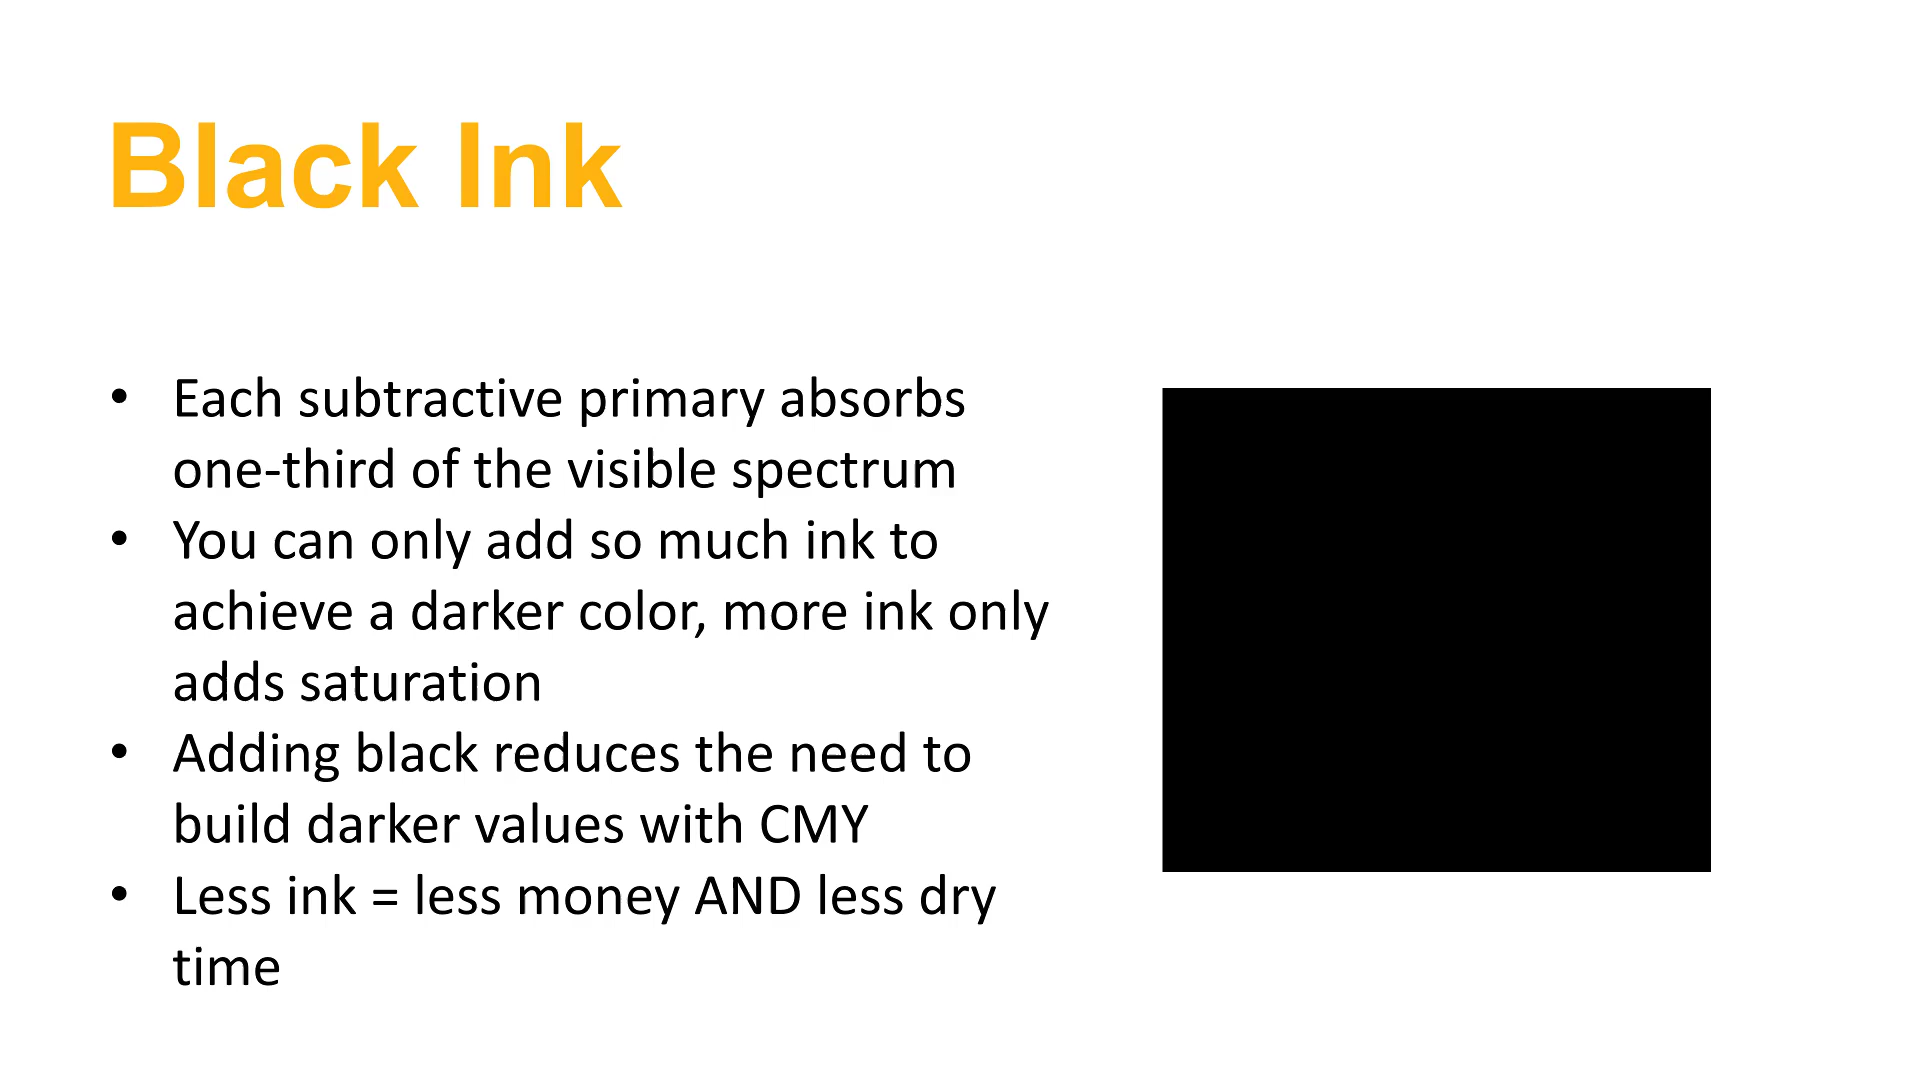 Black Ink
• Each subtractive primary absorbs
one-third of the visible spectrum
• You can only add so much ink to
achieve a darker color, more ink only
adds saturation
• Adding black reduces the need to
build darker values with CMY
• Less ink = less money AND less dry
time